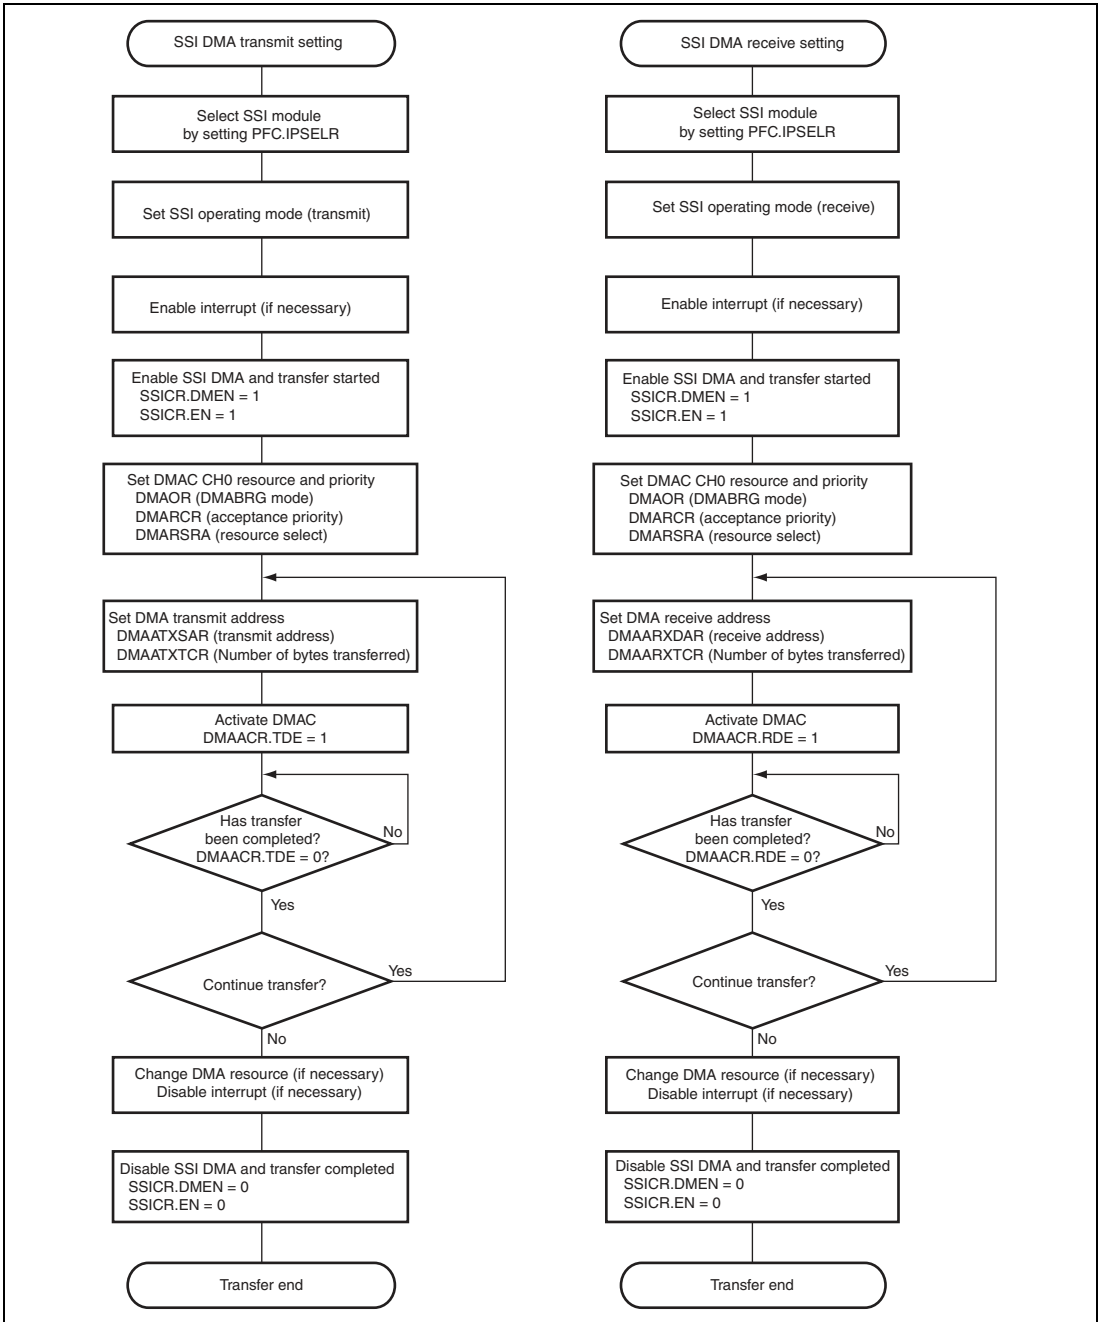 SSI DMA transmit setting
Select SSI module
by setting PFC.IPSELR
Set SSI operating mode (transmit)
Enable interrupt (if necessary)
Enable SSI DMA and transfer started
SSICR.DMEN = 1
SSICR.EN = 1
Set DMAC CH0 resource and priority
DMAOR (DMABRG mode)
DMARCR (acceptance priority)
DMARSRA (resource select)
Set DMA transmit address
DMAATXSAR (transmit address)
DMAATXTCR (Number of bytes transferred)
Activate DMAC
DMAACR.TDE = 1
Has transfer
been completed?
DMAACR.TDE = 0?
No
Yes
Continue transfer?
Yes
No
Change DMA resource (if necessary)
Disable interrupt (if necessary)
Disable SSI DMA and transfer completed
SSICR.DMEN = 0
SSICR.EN = 0
Transfer end
SSI DMA receive setting
Select SSI module
by setting PFC.IPSELR
Set SSI operating mode (receive)
Enable interrupt (if necessary)
Enable SSI DMA and transfer started
SSICR.DMEN = 1
SSICR.EN = 1
Set DMAC CH0 resource and priority
DMAOR (DMABRG mode)
DMARCR (acceptance priority)
DMARSRA (resource select)
Set DMA receive address
DMAARXDAR (receive address)
DMAARXTCR (Number of bytes transferred)
Activate DMAC
DMAACR.RDE = 1
Has transfer
been completed?
DMAACR.RDE = 0?
No
Yes
Continue transfer?
Yes
No
Change DMA resource (if necessary)
Disable interrupt (if necessary)
Disable SSI DMA and transfer completed
SSICR.DMEN = 0
SSICR.EN = 0
Transfer end